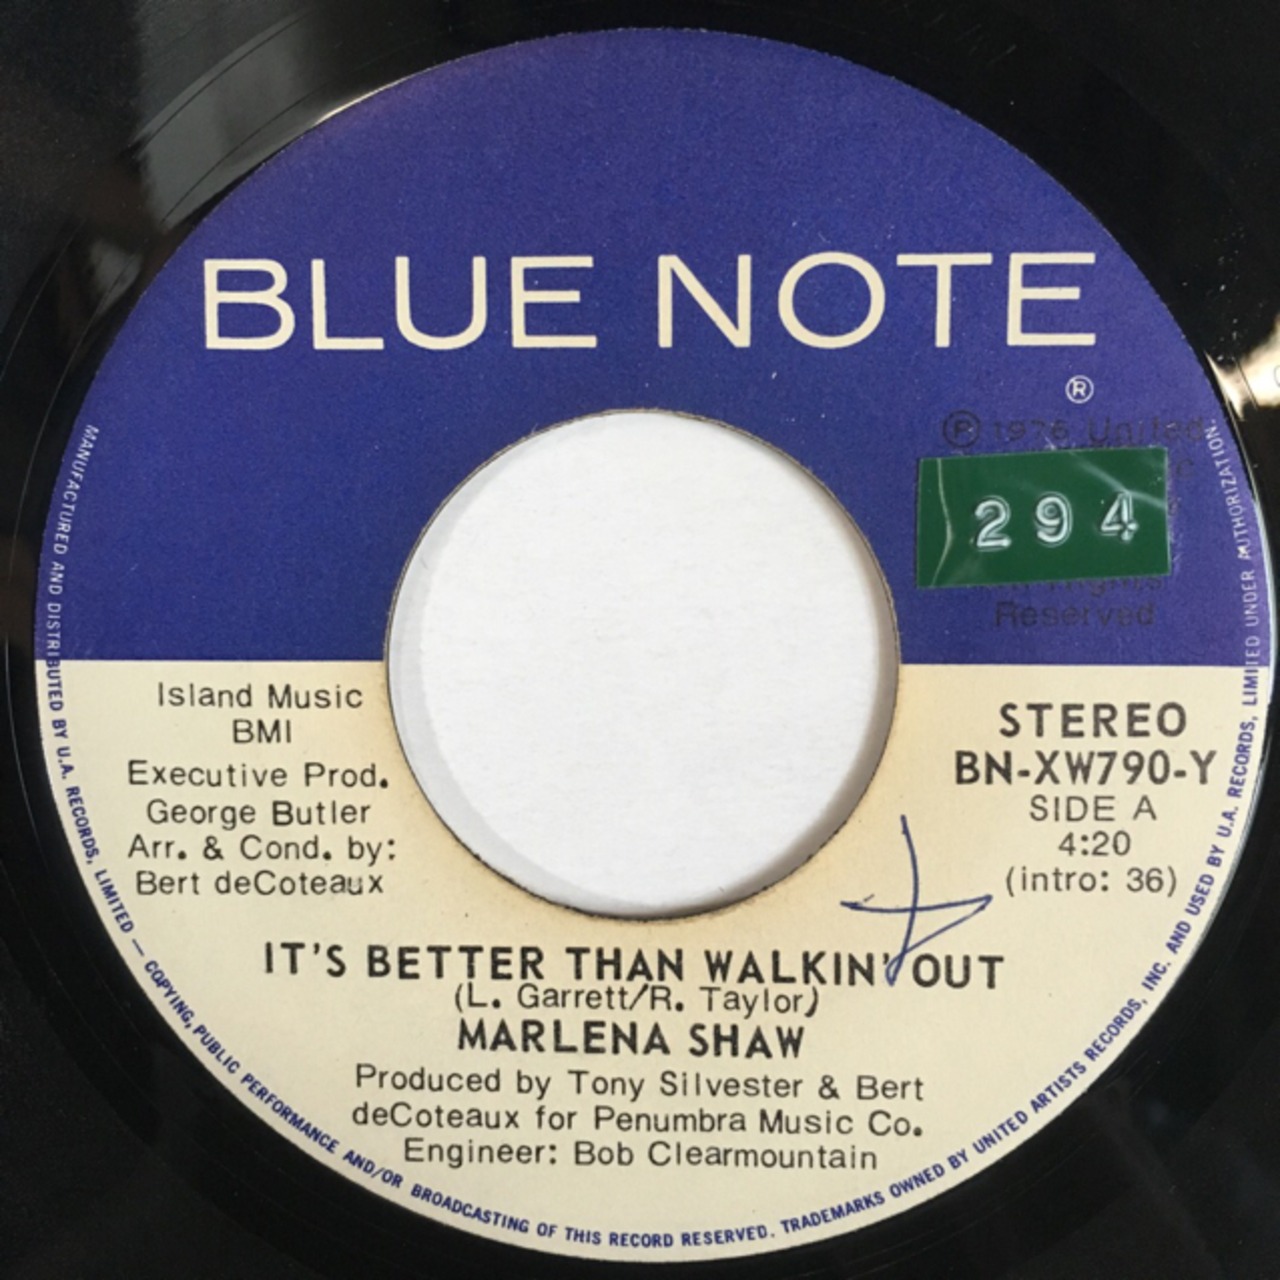 BLUE NOTE
®
℗ 1976 United
294
Reserved
Island Music
BMI
Executive Prod.
George Butler
Arr. & Cond. by:
Bert deCoteaux
STEREO
BN-XW790-Y
SIDE A
4:20
(intro: 36)
IT'S BETTER THAN WALKIN' OUT
(L. Garrett/R. Taylor)
MARLENA SHAW
Produced by Tony Silvester & Bert
deCoteaux for Penumbra Music Co.
Engineer: Bob Clearmountain
MANUFACTURED AND DISTRIBUTED BY U.A. RECORDS, LIMITED — COPYING, PUBLIC PERFORMANCE AND/OR BROADCASTING OF THIS RECORD RESERVED. TRADEMARKS OWNED BY UNITED ARTISTS RECORDS, INC. AND USED BY U.A. RECORDS, LIMITED UNDER AUTHORIZATION.